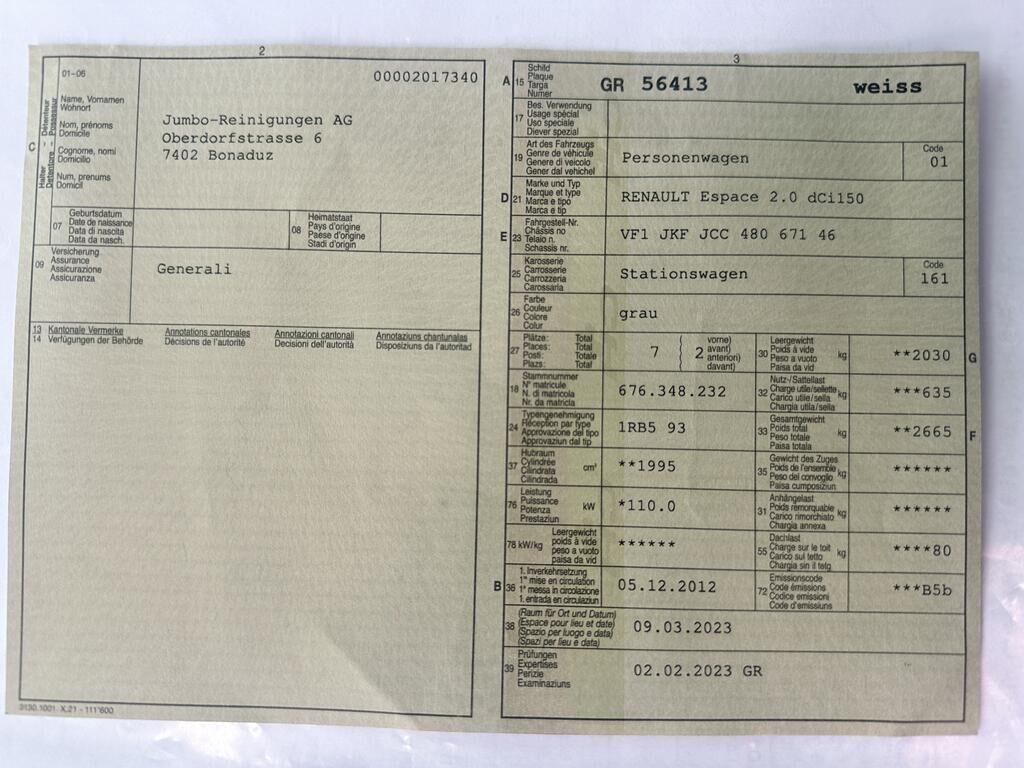 2
01-06
00002017340
C
Halter Détenteur
Detentore - Possessur
Name, Vornamen
Wohnort
Nom, prénoms
Domicile
Cognome, nomi
Domicilio
Num, prenums
Domicil
Jumbo-Reinigungen AG
Oberdorfstrasse 6
7402 Bonaduz
07
Geburtsdatum
Date de naissance
Data di nascita
Data da nasch.
08
Heimatstaat
Pays d'origine
Paese d'origine
Stadi d'origin
09
Versicherung
Assurance
Assicurazione
Assicuranza
Generali
13 Kantonale Vermerke Annotations cantonales Annotazioni cantonali Annotaziuns chantunalas
14 Verfügungen der Behörde Décisions de l'autorité Decisioni dell'autorità Disposiziuns da l'autoritad
3130.1001. X.21 - 111'600
3
A 15
Schild
Plaque
Targa
Numer
GR 56413 weiss
17
Bes. Verwendung
Usage spécial
Uso speciale
Diever spezial
19
Art des Fahrzeugs
Genre de véhicule
Genere di veicolo
Gener dal vehichel
Personenwagen
Code
01
D 21
Marke und Typ
Marque et type
Marca e tipo
Marca e tip
RENAULT Espace 2.0 dCi150
E 23
Fahrgestell-Nr.
Châssis no
Telaio n.
Schassis nr.
VF1 JKF JCC 480 671 46
25
Karosserie
Carrosserie
Carrozzeria
Carossaria
Stationswagen
Code
161
26
Farbe
Couleur
Colore
Colur
grau
27
Plätze: Total
Places: Total
Posti: Totale
Plazs: Total
7 2
vorne)
avant)
anteriori)
davant)
30
Leergewicht
Poids à vide
Peso a vuoto
Paisa da vid
kg
**2030
G
18
Stammnummer
N° matricule
N. di matricola
Nr. da matricla
676.348.232
32
Nutz-/Sattellast
Charge utile/sellette
Carico utile/sella
Chargia utila/sella
kg
***635
24
Typengenehmigung
Réception par type
Approvazione del tipo
Approvaziun dal tip
1RB5 93
33
Gesamtgewicht
Poids total
Peso totale
Paisa totala
kg
**2665
F
37
Hubraum
Cylindrée
Cilindrata
Cilindrada
cm³
**1995
35
Gewicht des Zuges
Poids de l'ensemble
Peso del convoglio
Paisa cumposiziun
kg
******
76
Leistung
Puissance
Potenza
Prestaziun
kW
*110.0
31
Anhängelast
Poids remorquable
Carico rimorchiato
Chargia annexa
kg
******
78 kW/kg
Leergewicht
poids à vide
peso a vuoto
paisa da vid
******
55
Dachlast
Charge sur le toit
Carico sul tetto
Chargia sin il tetg
kg
****80
B 36
1. Inverkehrsetzung
1re mise en circulation
1a messa in circolazione
1. entrada en circulaziun
05.12.2012
72
Emissionscode
Code émissions
Codice emissioni
Code d'emissiuns
***B5b
38
(Raum für Ort und Datum)
(Espace pour lieu et date)
(Spazio per luogo e data)
(Spazi per lieu e data)
09.03.2023
39
Prüfungen
Expertises
Perizie
Examinaziuns
02.02.2023 GR